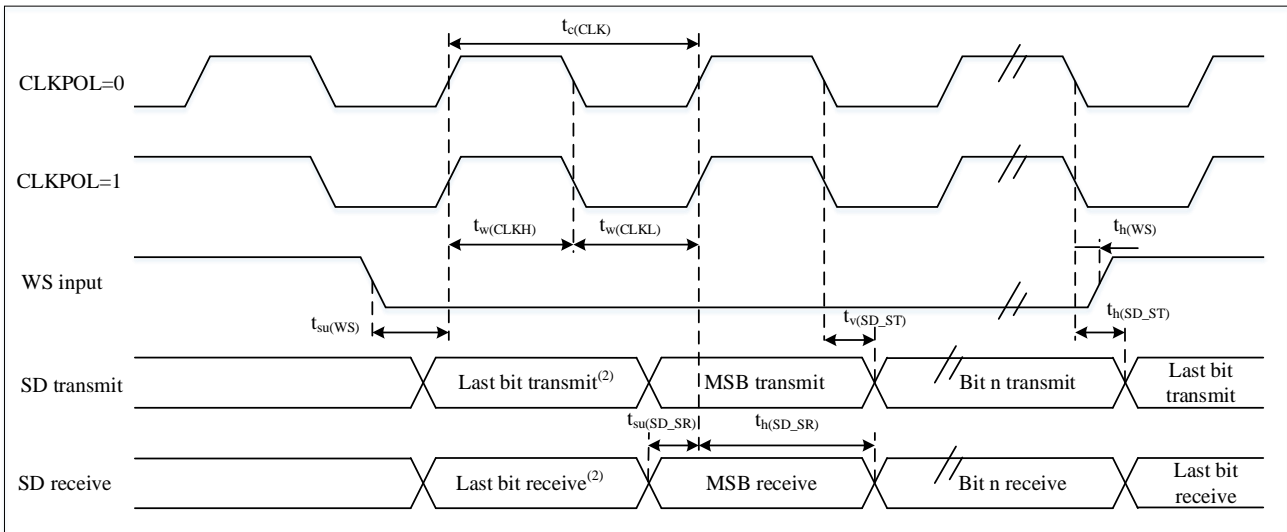 t_c(CLK)
CLKPOL=0
CLKPOL=1
t_w(CLKH)
t_w(CLKL)
t_h(WS)
WS input
t_su(WS)
t_v(SD_ST)
t_h(SD_ST)
SD transmit
Last bit transmit(2)
MSB transmit
Bit n transmit
Last bit
transmit
t_su(SD_SR)
t_h(SD_SR)
SD receive
Last bit receive(2)
MSB receive
Bit n receive
Last bit
receive